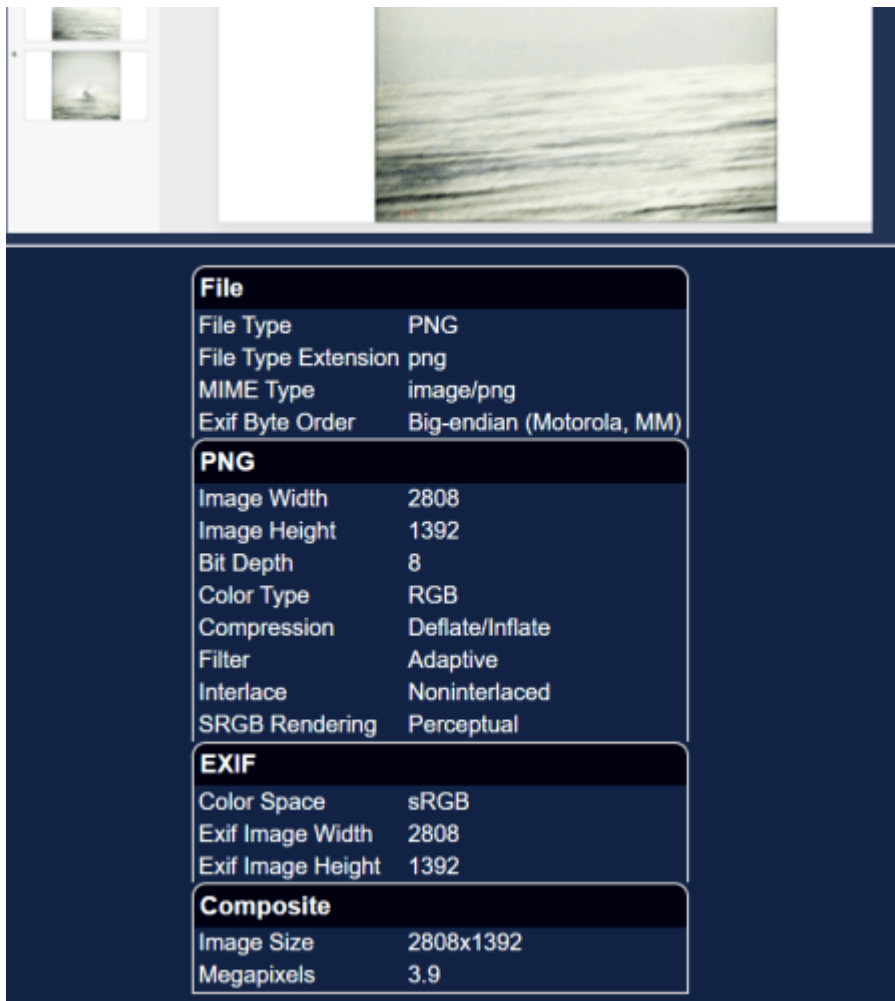 File
File Type PNG
File Type Extension png
MIME Type image/png
Exif Byte Order Big-endian (Motorola, MM)
PNG
Image Width 2808
Image Height 1392
Bit Depth 8
Color Type RGB
Compression Deflate/Inflate
Filter Adaptive
Interlace Noninterlaced
SRGB Rendering Perceptual
EXIF
Color Space sRGB
Exif Image Width 2808
Exif Image Height 1392
Composite
Image Size 2808x1392
Megapixels 3.9